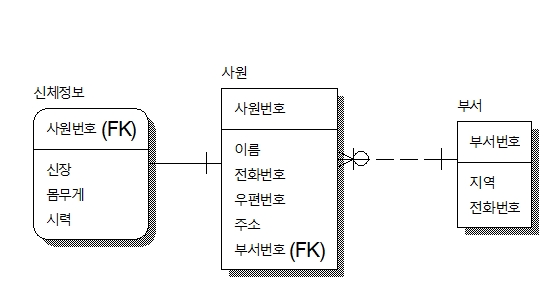 신체정보
사원번호 (FK)
신장
몸무게
시력
사원
사원번호
이름
전화번호
우편번호
주소
부서번호 (FK)
부서
부서번호
지역
전화번호